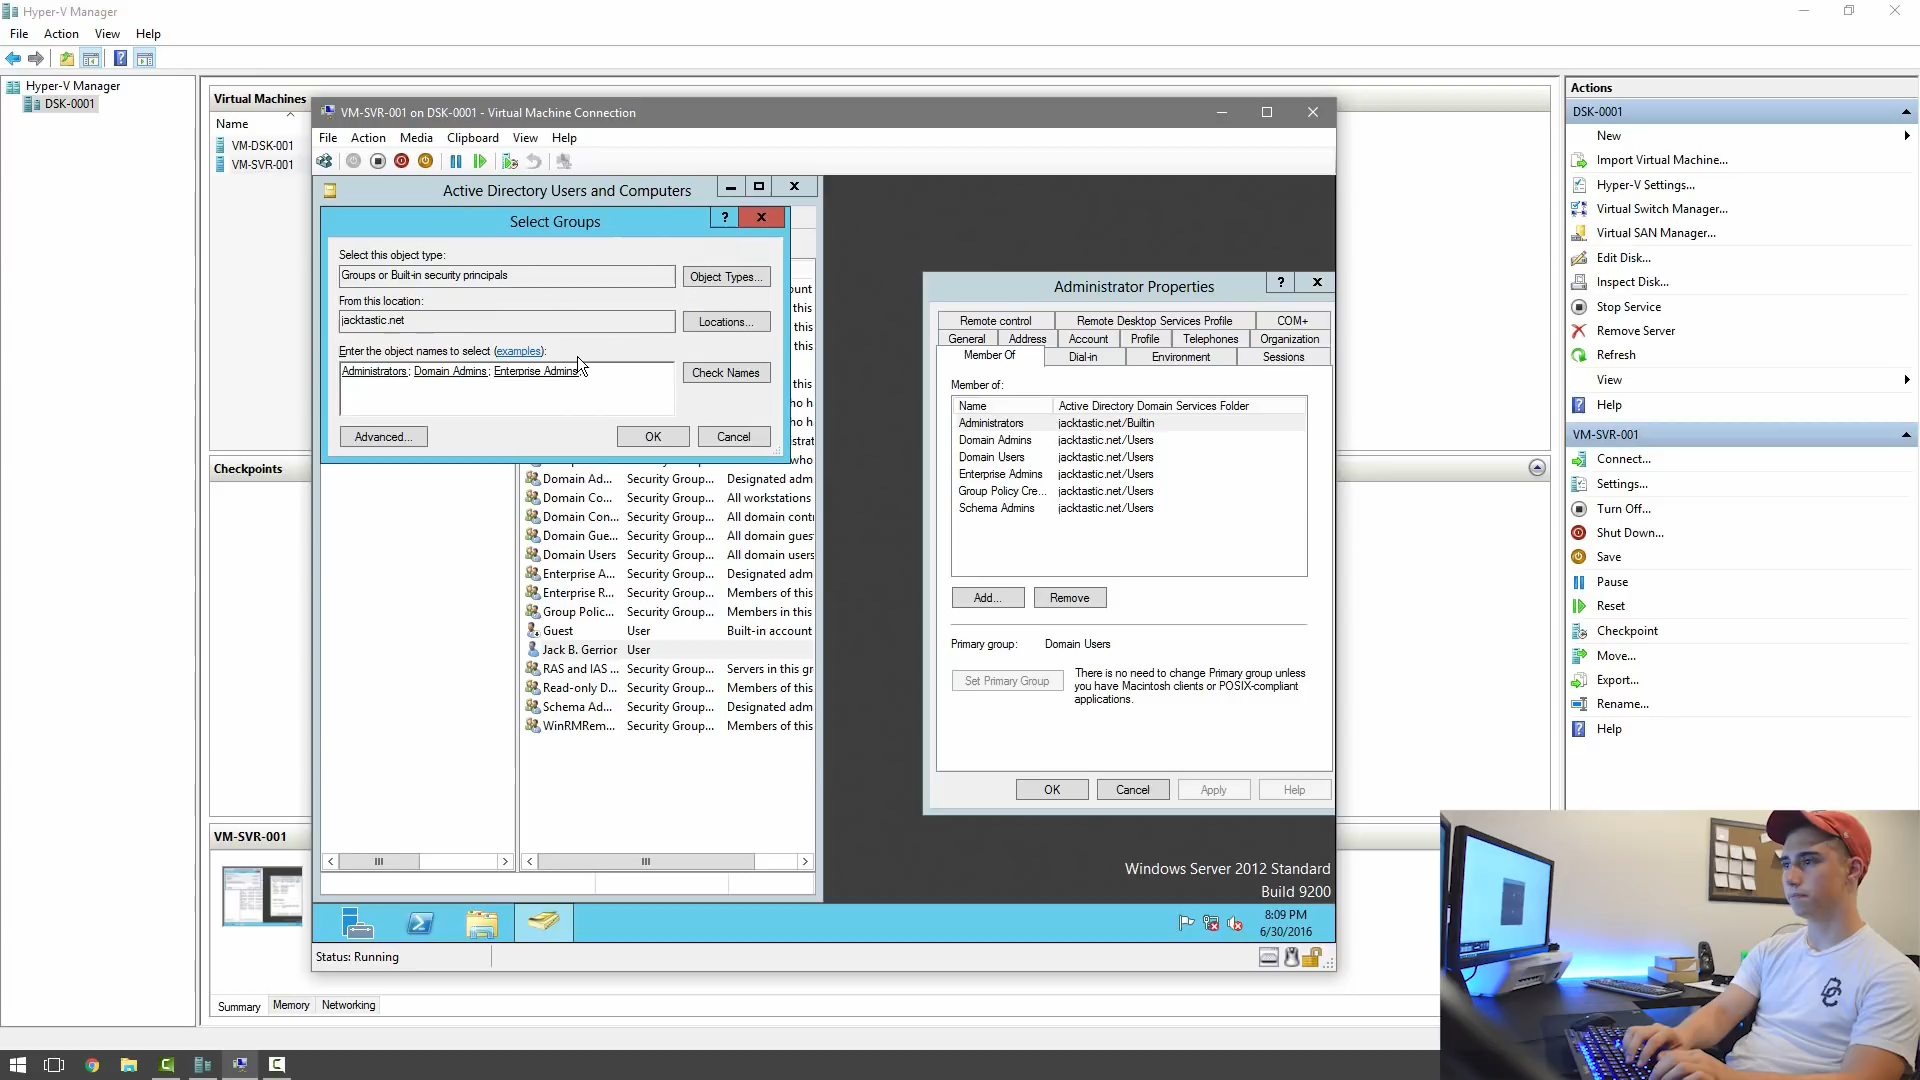 Hyper-V Manager
File Action View Help
Hyper-V Manager
DSK-0001
Virtual Machines
Name
VM-DSK-001
VM-SVR-001
Checkpoints
VM-SVR-001
Summary Memory Networking
VM-SVR-001 on DSK-0001 - Virtual Machine Connection
File Action Media Clipboard View Help
Active Directory Users and Computers
Select Groups
?
Select this object type:
Groups or Built-in security principals
Object Types...
From this location:
jacktastic.net
Locations...
Enter the object names to select (examples):
Administrators; Domain Admins; Enterprise Admins
Check Names
Advanced...
OK
Cancel
ount
this
this
this
this
no h
this
this
strat
who
Domain Ad... Security Group... Designated adm
Domain Co... Security Group... All workstations
Domain Con... Security Group... All domain contr
Domain Gue... Security Group... All domain guest
Domain Users Security Group... All domain users
Enterprise A... Security Group... Designated adm
Enterprise R... Security Group... Members of this
Group Polic... Security Group... Members in this
Guest User Built-in account
Jack B. Gerrior User
RAS and IAS ... Security Group... Servers in this gr
Read-only D... Security Group... Members of this
Schema Ad... Security Group... Designated adm
WinRMRem... Security Group... Members of this
Administrator Properties
?
Remote control Remote Desktop Services Profile COM+
General Address Account Profile Telephones Organization
Member Of Dial-in Environment Sessions
Member of:
Name Active Directory Domain Services Folder
Administrators jacktastic.net/Builtin
Domain Admins jacktastic.net/Users
Domain Users jacktastic.net/Users
Enterprise Admins jacktastic.net/Users
Group Policy Cre... jacktastic.net/Users
Schema Admins jacktastic.net/Users
Add... Remove
Primary group: Domain Users
Set Primary Group
There is no need to change Primary group unless
you have Macintosh clients or POSIX-compliant
applications.
OK Cancel Apply Help
Windows Server 2012 Standard
Build 9200
8:09 PM
6/30/2016
Status: Running
Actions
DSK-0001
New
Import Virtual Machine...
Hyper-V Settings...
Virtual Switch Manager...
Virtual SAN Manager...
Edit Disk...
Inspect Disk...
Stop Service
Remove Server
Refresh
View
Help
VM-SVR-001
Connect...
Settings...
Turn Off...
Shut Down...
Save
Pause
Reset
Checkpoint
Move...
Export...
Rename...
Help